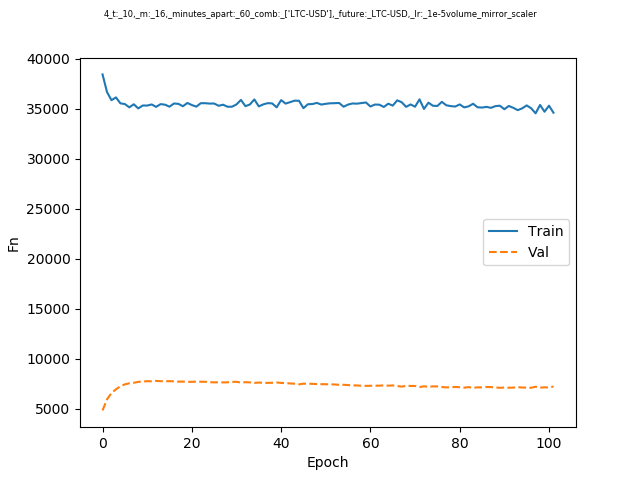 4_t:_10,_m:_16,_minutes_apart:_60_comb:_['LTC-USD'],_future:_LTC-USD,_lr:_1e-5volume_mirror_scaler
40000
35000
30000
25000
20000
15000
10000
5000
Fn
Train
Val
0 20 40 60 80 100
Epoch